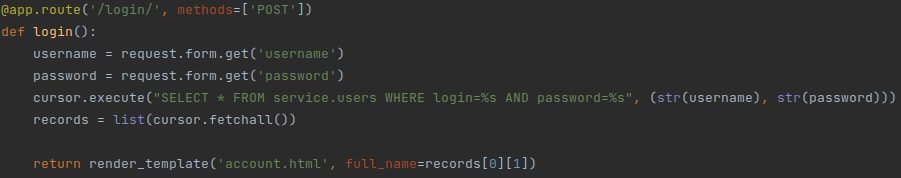 @app.route('/login/', methods=['POST'])
def login():
    username = request.form.get('username')
    password = request.form.get('password')
    cursor.execute("SELECT * FROM service.users WHERE login=%s AND password=%s", (str(username), str(password)))
    records = list(cursor.fetchall())
    return render_template('account.html', full_name=records[0][1])